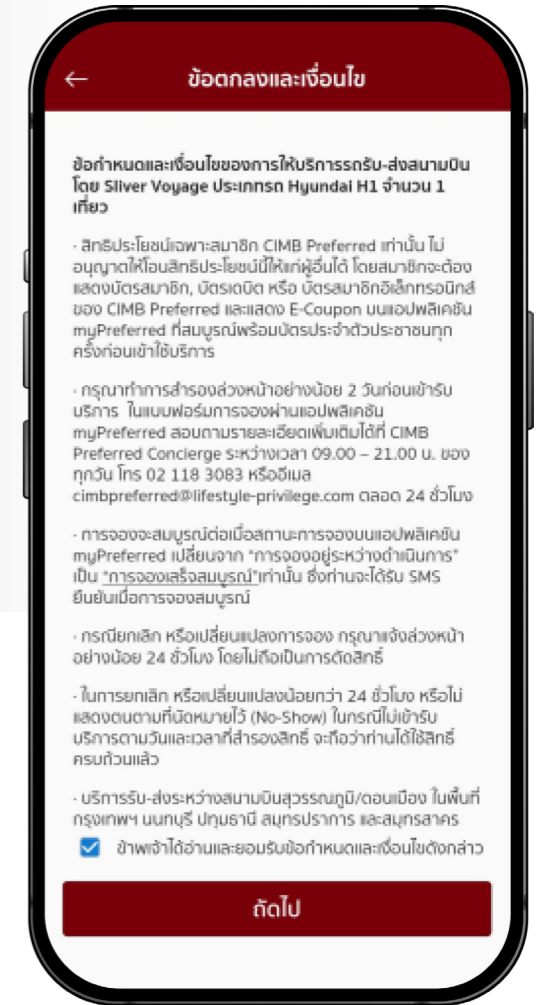 ข้อตกลงและเงื่อนไข
ข้อกำหนดและเงื่อนไขของการให้บริการรถรับ-ส่งสนามบิน
โดย Sliver Voyage ประเภทรถ Hyundai H1 จำนวน 1
เที่ยว
· สิทธิประโยชน์เฉพาะสมาชิก CIMB Preferred เท่านั้น ไม่
อนุญาตให้โอนสิทธิประโยชน์นี้ให้แก่ผู้อื่นได้ โดยสมาชิกจะต้อง
แสดงบัตรสมาชิก, บัตรเดบิต หรือ บัตรสมาชิกอิเล็กทรอนิกส์
ของ CIMB Preferred และแสดง E-Coupon บนแอปพลิเคชัน
myPreferred ที่สมบูรณ์พร้อมบัตรประจำตัวประชาชนทุก
ครั้งก่อนเข้าใช้บริการ
· กรุณาทำการสำรองล่วงหน้าอย่างน้อย 2 วันก่อนเข้ารับ
บริการ ในแบบฟอร์มการจองผ่านแอปพลิเคชัน
myPreferred สอบถามรายละเอียดเพิ่มเติมได้ที่ CIMB
Preferred Concierge ระหว่างเวลา 09.00 – 21.00 น. ของ
ทุกวัน โทร 02 118 3083 หรืออีเมล
cimbpreferred@lifestyle-privilege.com ตลอด 24 ชั่วโมง
· การจองจะสมบูรณ์ต่อเมื่อสถานะการจองบนแอปพลิเคชัน
myPreferred เปลี่ยนจาก “การจองอยู่ระหว่างดำเนินการ”
เป็น “การจองเสร็จสมบูรณ์”เท่านั้น ซึ่งท่านจะได้รับ SMS
ยืนยันเมื่อการจองสมบูรณ์
· กรณียกเลิก หรือเปลี่ยนแปลงการจอง กรุณาแจ้งล่วงหน้า
อย่างน้อย 24 ชั่วโมง โดยไม่ถือเป็นการตัดสิทธิ์
· ในการยกเลิก หรือเปลี่ยนแปลงน้อยกว่า 24 ชั่วโมง หรือไม่
แสดงตนตามที่นัดหมายไว้ (No-Show) ในกรณีไม่เข้ารับ
บริการตามวันและเวลาที่สำรองสิทธิ์ จะถือว่าท่านได้ใช้สิทธิ์
ครบถ้วนแล้ว
· บริการรับ-ส่งระหว่างสนามบินสุวรรณภูมิ/ดอนเมือง ในพื้นที่
กรุงเทพฯ นนทบุรี ปทุมธานี สมุทรปราการ และสมุทรสาคร
ข้าพเจ้าได้อ่านและยอมรับข้อกำหนดและเงื่อนไขดังกล่าว
ถัดไป